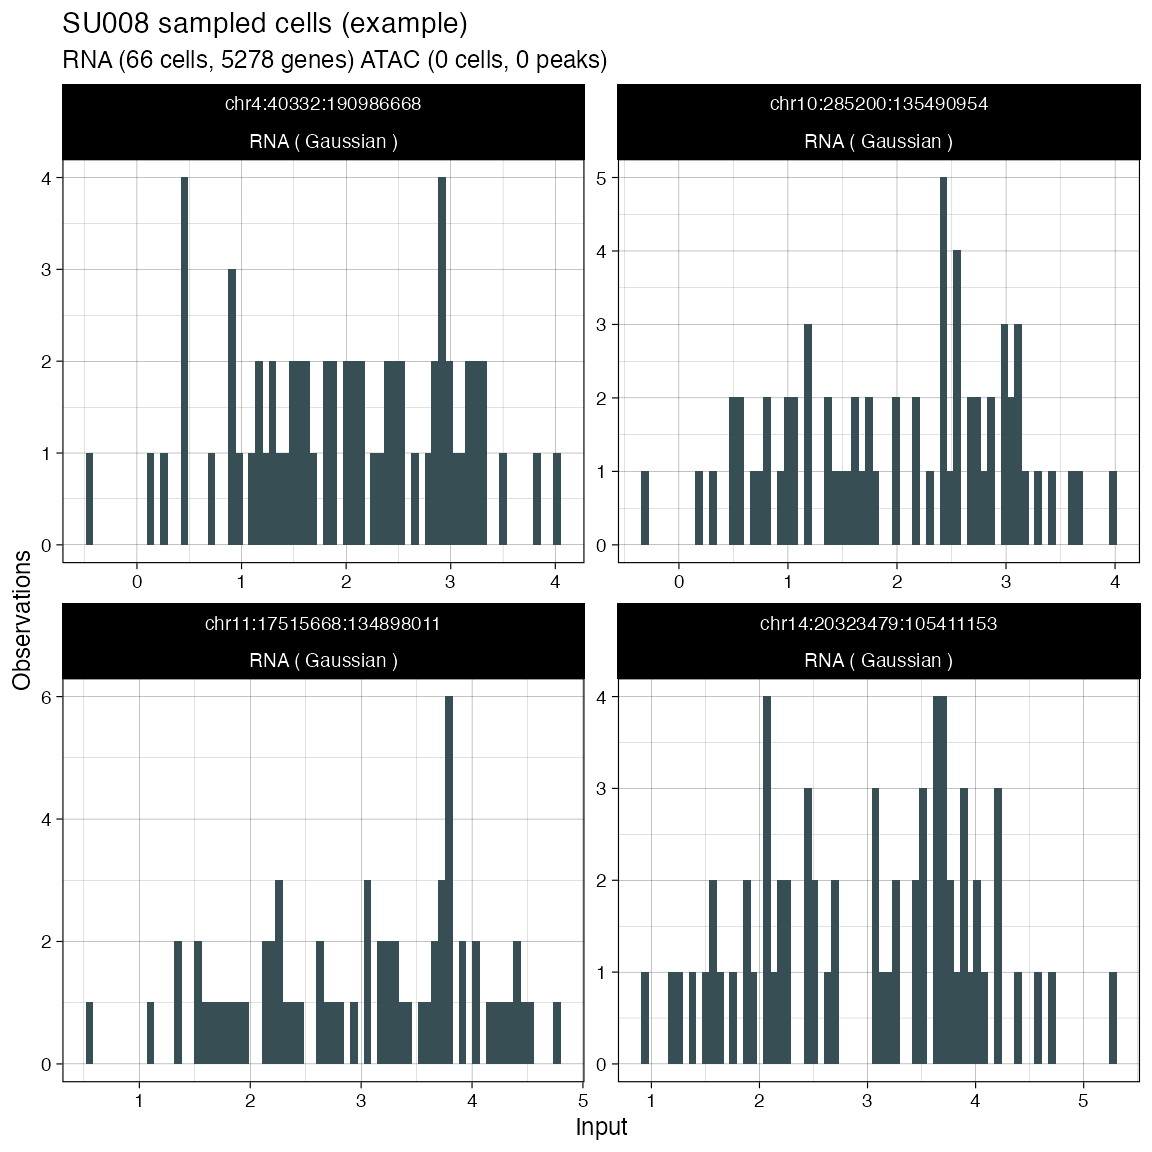 SU008 sampled cells (example)
RNA (66 cells, 5278 genes) ATAC (0 cells, 0 peaks)
chr4:40332:190986668
RNA ( Gaussian )
4
3
2
1
0
0 1 2 3 4
chr10:285200:135490954
RNA ( Gaussian )
5
4
3
2
1
0
0 1 2 3 4
Observations
chr11:17515668:134898011
RNA ( Gaussian )
6
4
2
0
1 2 3 4 5
chr14:20323479:105411153
RNA ( Gaussian )
4
3
2
1
0
1 2 3 4 5
Input